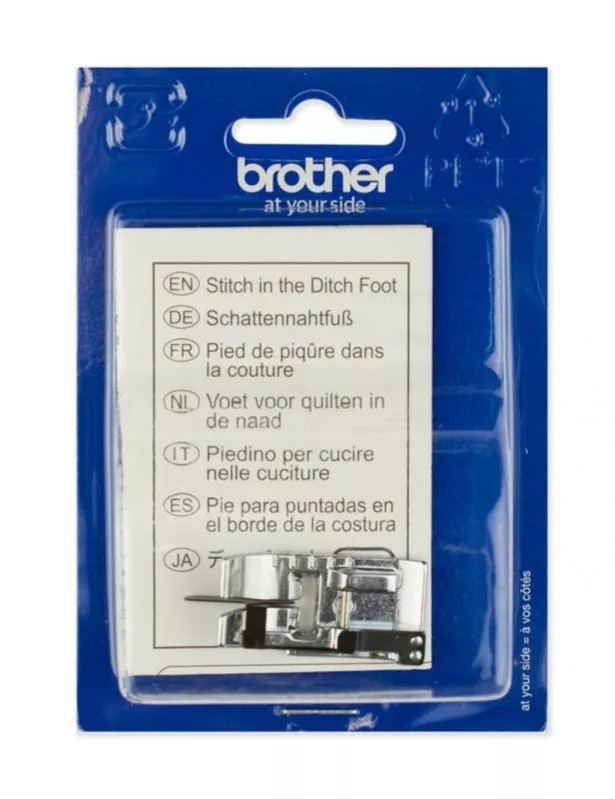 brother
at your side
EN Stitch in the Ditch Foot
DE Schattennahtfuß
FR Pied de piqûre dans
la couture
NL Voet voor quilten in
de naad
IT Piedino per cucire
nelle cuciture
ES Pie para puntadas en
el borde de la costura
JA デ
at your side = à vos côtés